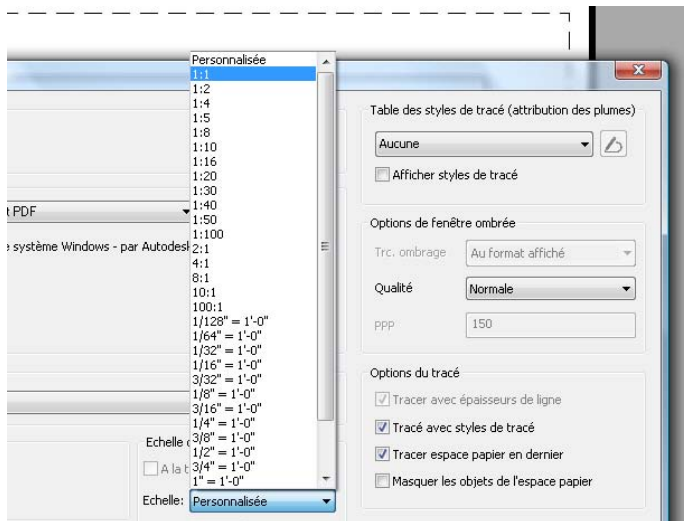 Personnalisée
1:1
1:2
1:4
1:5
1:8
1:10
1:16
1:20
1:30
1:40
1:50
1:100
2:1
4:1
8:1
10:1
100:1
1/128" = 1'-0"
1/64" = 1'-0"
1/32" = 1'-0"
1/16" = 1'-0"
3/32" = 1'-0"
1/8" = 1'-0"
3/16" = 1'-0"
1/4" = 1'-0"
3/8" = 1'-0"
1/2" = 1'-0"
3/4" = 1'-0"
1" = 1'-0"
t PDF
système Windows - par Autodesk
Echelle
A la
Echelle: Personnalisée
Table des styles de tracé (attribution des plumes)
Aucune
Afficher styles de tracé
Options de fenêtre ombrée
Trc. ombrage Au format affiché
Qualité Normale
PPP 150
Options du tracé
Tracer avec épaisseurs de ligne
Tracé avec styles de tracé
Tracer espace papier en dernier
Masquer les objets de l'espace papier